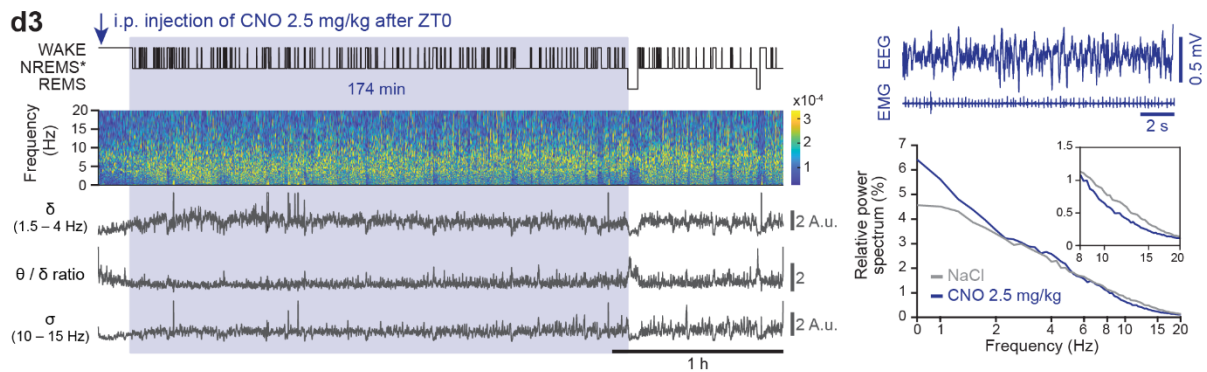 d3
i.p. injection of CNO 2.5 mg/kg after ZT0
WAKE
NREMS*
REMS
174 min
Frequency
(Hz)
20
15
10
5
0
x10-4
3
2
1
δ
(1.5 – 4 Hz)
2 A.u.
θ / δ ratio
2
σ
(10 – 15 Hz)
2 A.u.
1 h
EEG
0.5 mV
EMG
2 s
Relative power
spectrum (%)
7
6
5
4
3
2
1
0
0 1 2 4 6 8 10 15 20
Frequency (Hz)
NaCl
CNO 2.5 mg/kg
1.5
1
0.5
0
8 10 15 20